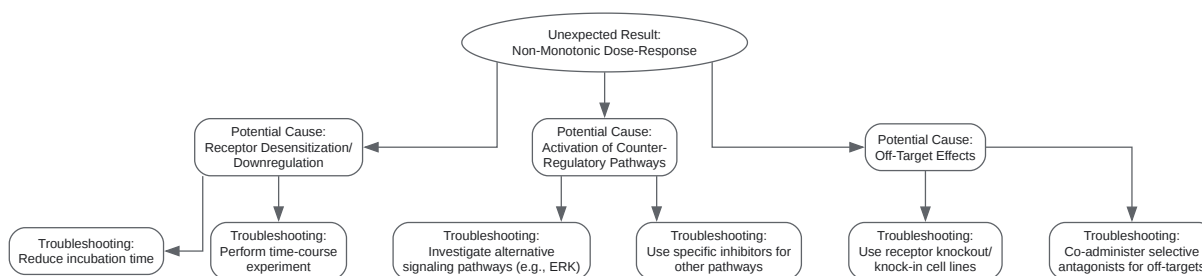 Unexpected Result:
Non-Monotonic Dose-Response
Potential Cause:
Receptor Desensitization/
Downregulation
Potential Cause:
Activation of Counter-
Regulatory Pathways
Potential Cause:
Off-Target Effects
Troubleshooting:
Reduce incubation time
Troubleshooting:
Perform time-course
experiment
Troubleshooting:
Investigate alternative
signaling pathways (e.g., ERK)
Troubleshooting:
Use specific inhibitors for
other pathways
Troubleshooting:
Use receptor knockout/
knock-in cell lines
Troubleshooting:
Co-administer selective
antagonists for off-targets